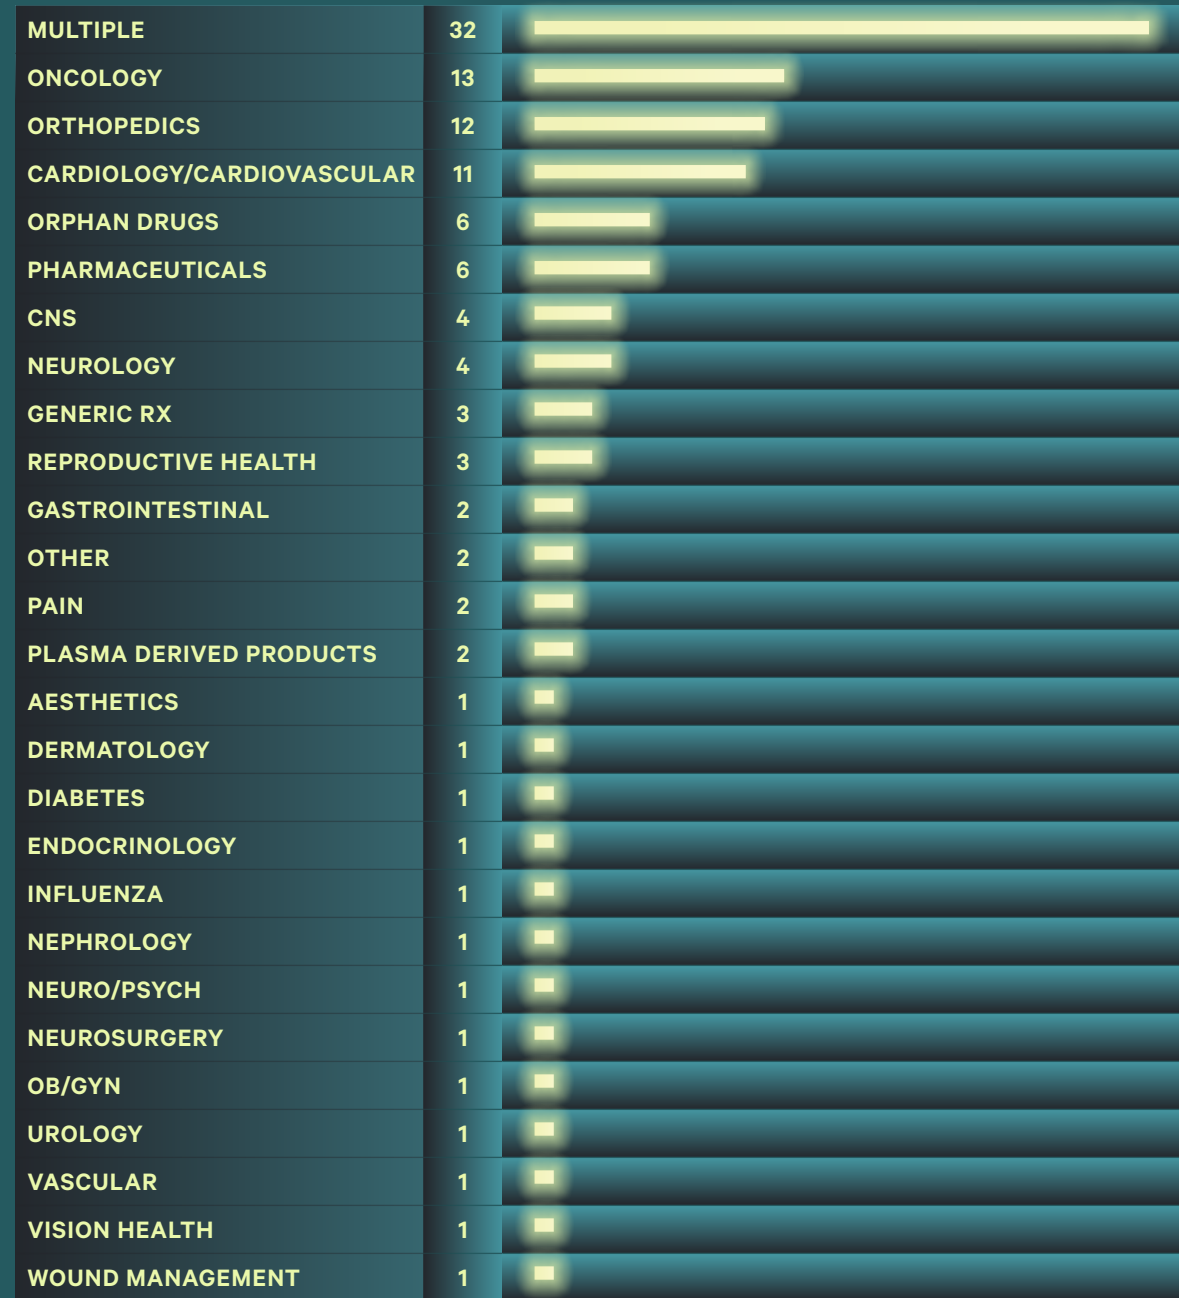 MULTIPLE 32
ONCOLOGY 13
ORTHOPEDICS 12
CARDIOLOGY/CARDIOVASCULAR 11
ORPHAN DRUGS 6
PHARMACEUTICALS 6
CNS 4
NEUROLOGY 4
GENERIC RX 3
REPRODUCTIVE HEALTH 3
GASTROINTESTINAL 2
OTHER 2
PAIN 2
PLASMA DERIVED PRODUCTS 2
AESTHETICS 1
DERMATOLOGY 1
DIABETES 1
ENDOCRINOLOGY 1
INFLUENZA 1
NEPHROLOGY 1
NEURO/PSYCH 1
NEUROSURGERY 1
OB/GYN 1
UROLOGY 1
VASCULAR 1
VISION HEALTH 1
WOUND MANAGEMENT 1